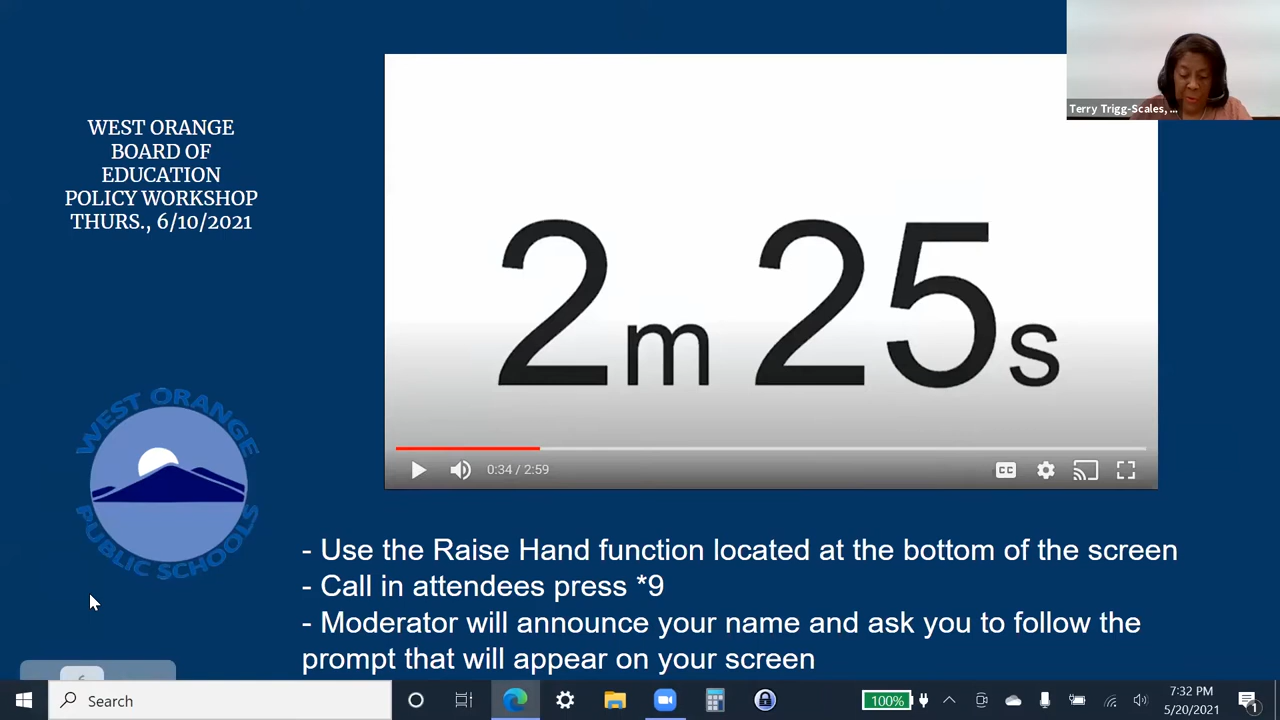 WEST ORANGE
BOARD OF
EDUCATION
POLICY WORKSHOP
THURS., 6/10/2021
Terry Trigg-Scales, ...
2m 25s
0:34 / 2:59
CC
WEST ORANGE
PUBLIC SCHOOLS
- Use the Raise Hand function located at the bottom of the screen
- Call in attendees press *9
- Moderator will announce your name and ask you to follow the
prompt that will appear on your screen
Search
100%
7:32 PM
5/20/2021
1